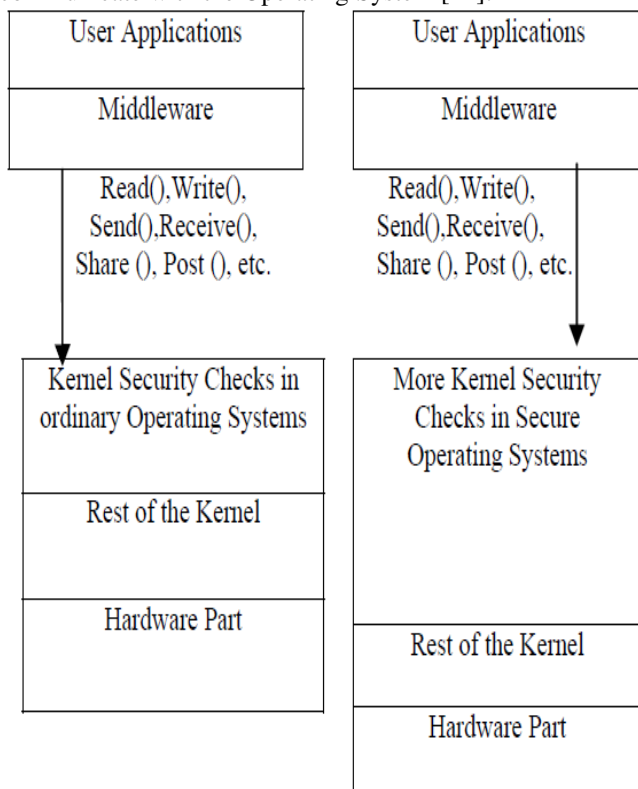 Operating System
User Applications
Middleware
Read(),Write(),
Send(),Receive(),
Share (), Post (), etc.
Kernel Security Checks in
ordinary Operating Systems
Rest of the Kernel
Hardware Part
User Applications
Middleware
Read(),Write(),
Send(),Receive(),
Share (), Post (), etc.
More Kernel Security
Checks in Secure
Operating Systems
Rest of the Kernel
Hardware Part